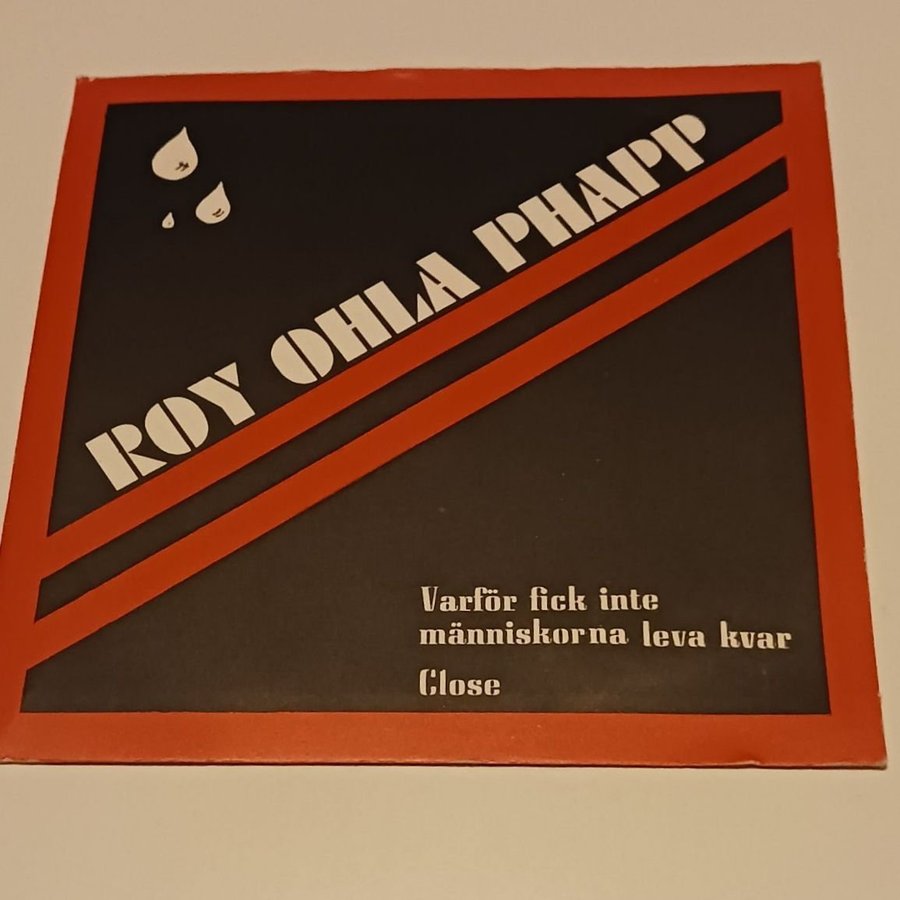 ROY OHLA PHAPP
Varför fick inte
människorna leva kvar
Close